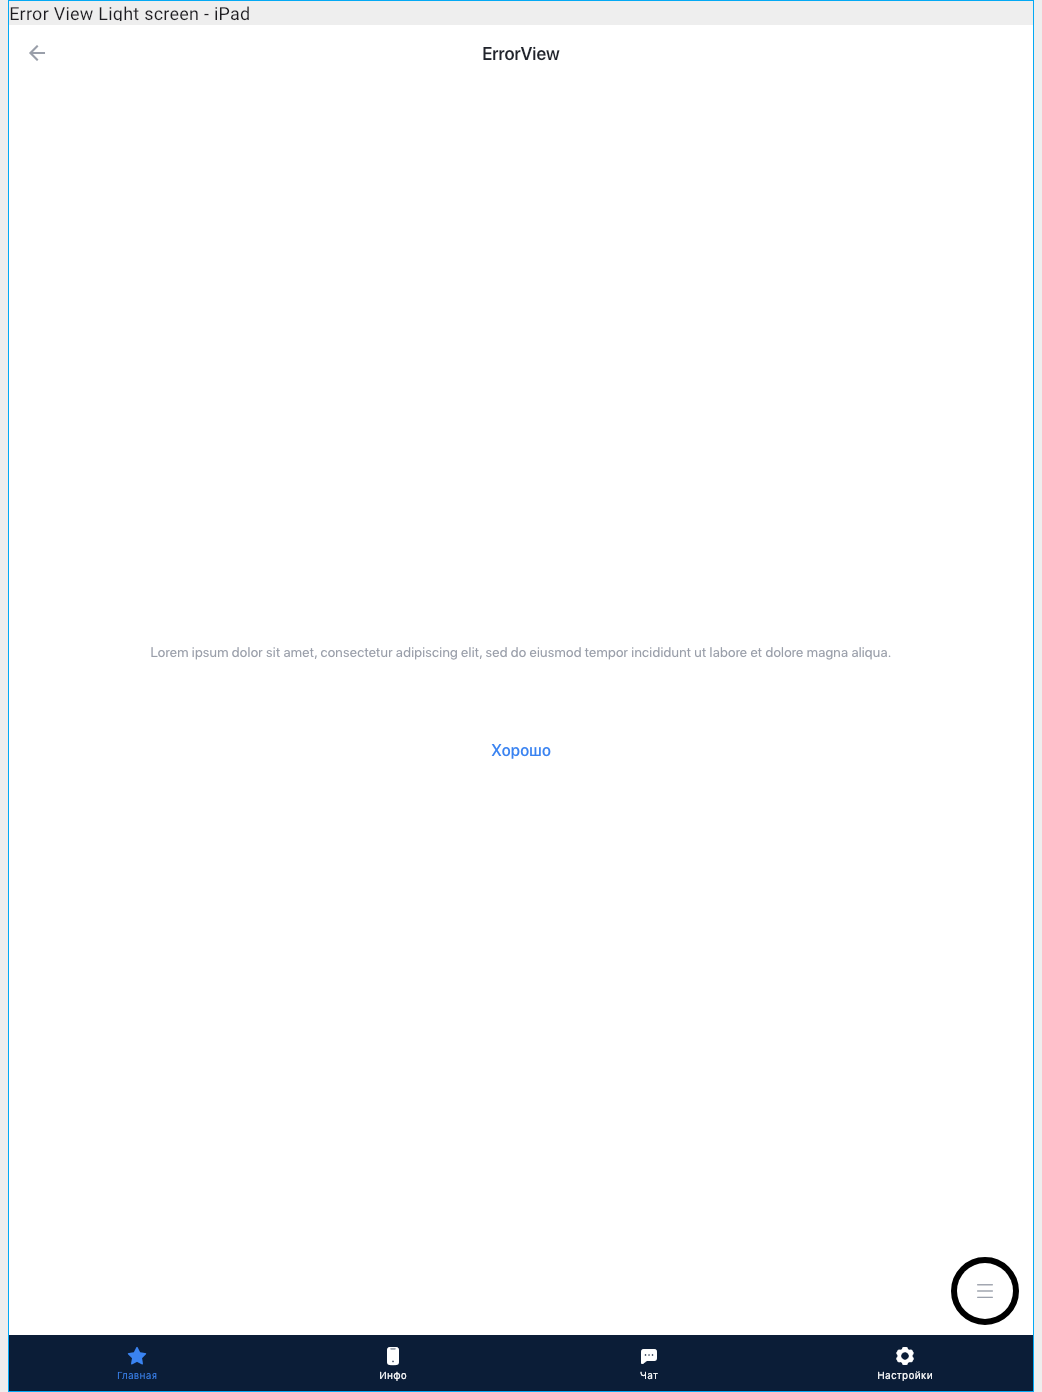 Error View Light screen - iPad
ErrorView
Lorem ipsum dolor sit amet, consectetur adipiscing elit, sed do eiusmod tempor incididunt ut labore et dolore magna aliqua.
Хорошо
Главная
Инфо
Чат
Настройки